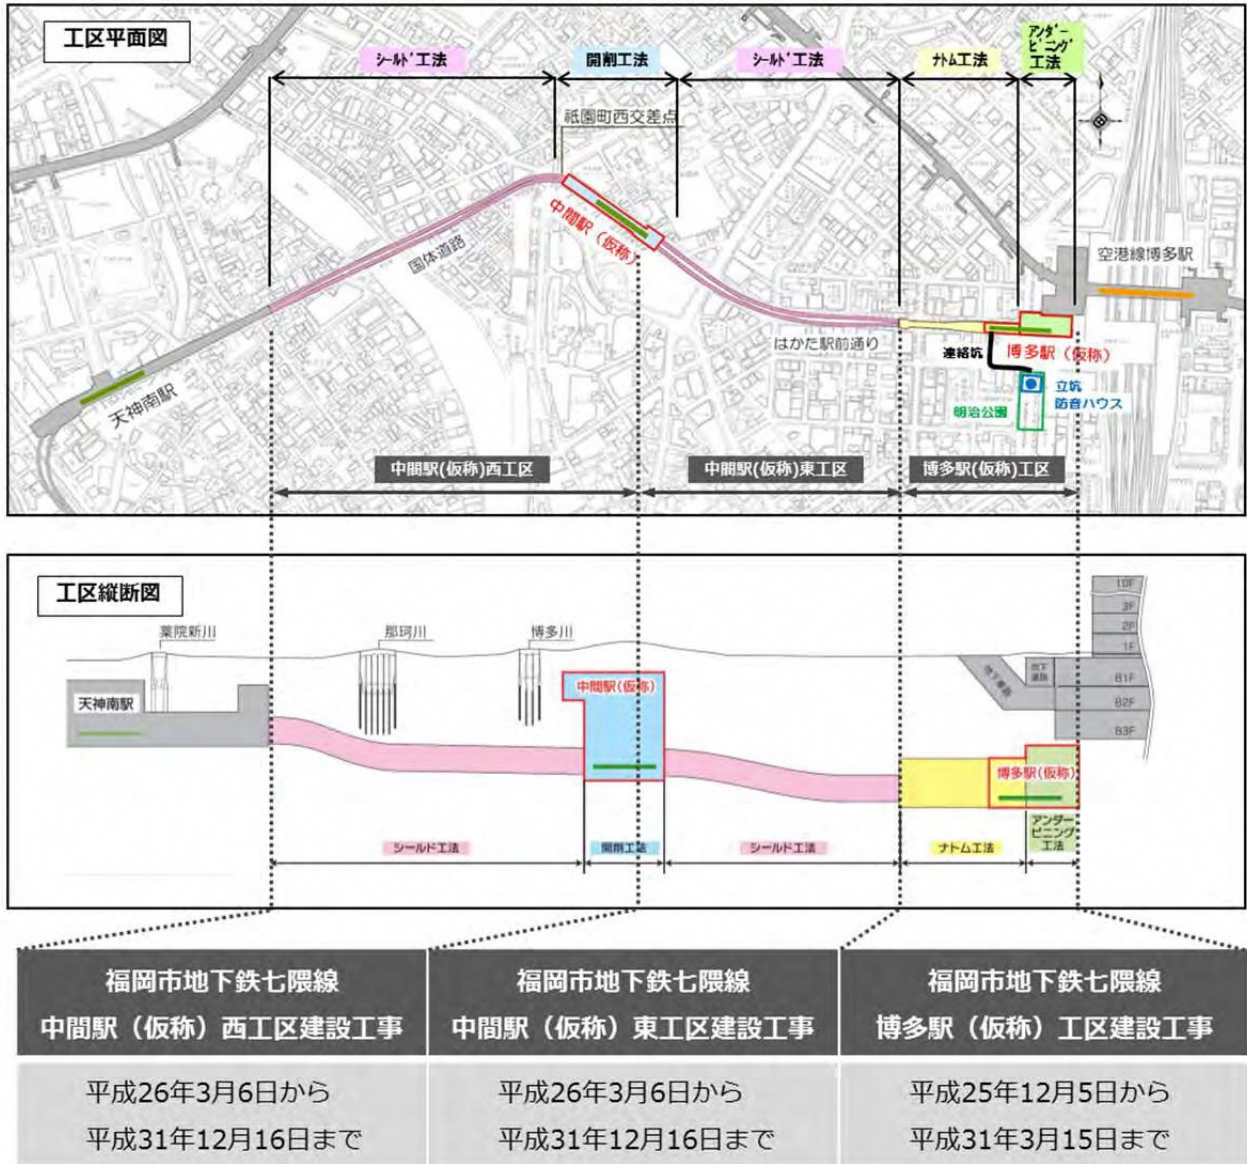 工区平面図
シールド工法
開削工法
シールド工法
ナトム工法
アンダー
ピニング
工法
祇園町西交差点
中間駅（仮称）
国体道路
空港線博多駅
はかた駅前通り
連絡坑
博多駅（仮称）
天神南駅
立坑
防音ハウス
明治公園
中間駅(仮称)西工区
中間駅(仮称)東工区
博多駅(仮称)工区
工区縦断図
薬院新川
那珂川
博多川
10F
3F
2F
1F
地下車路
地下
通路
B1F
B2F
B3F
天神南駅
中間駅(仮称)
博多駅(仮称)
シールド工法
開削工法
シールド工法
ナトム工法
アンダー
ピニング
工法
福岡市地下鉄七隈線
中間駅（仮称）西工区建設工事
福岡市地下鉄七隈線
中間駅（仮称）東工区建設工事
福岡市地下鉄七隈線
博多駅（仮称）工区建設工事
平成26年3月6日から
平成31年12月16日まで
平成26年3月6日から
平成31年12月16日まで
平成25年12月5日から
平成31年3月15日まで